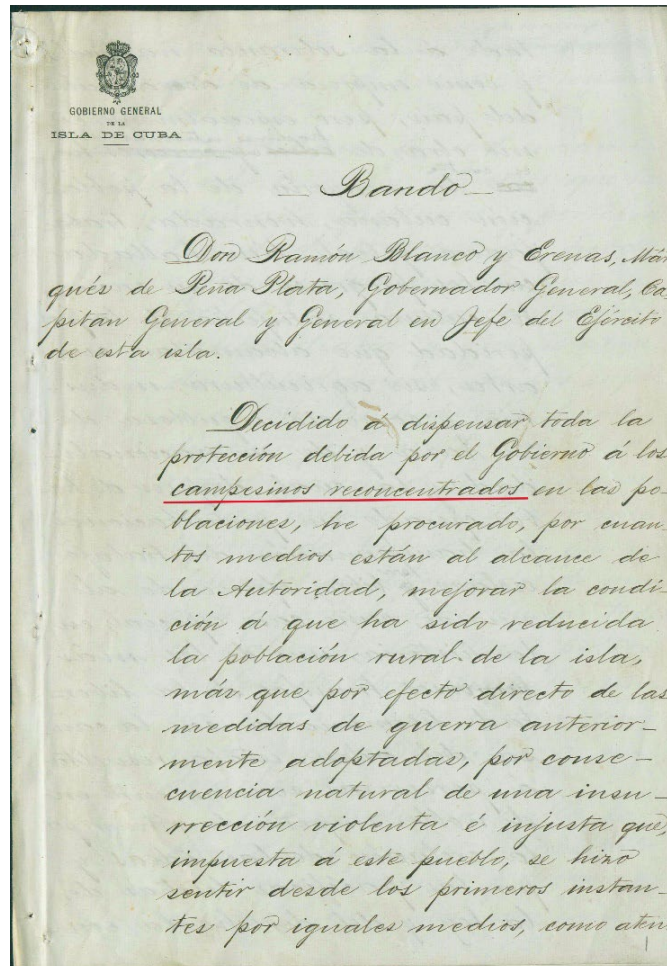 GOBIERNO GENERAL
DE LA
ISLA DE CUBA
Bando
Don Ramón Blanco y Erenas, Már
qués de Peña Plata, Gobernador General, Ca
pitan General y General en Jefe del Ejército
de esta isla.
Decidido á dispensar toda la
protección debida por el Gobierno á los
campesinos reconcentrados en las po-
blaciones, he procurado, por cuan-
tos medios están al alcance de
la Autoridad, mejorar la condi-
ción á que ha sido reducida
la población rural de la isla,
más que por efecto directo de las
medidas de guerra anterior-
mente adoptadas, por conse-
cuencia natural de una insu-
rrección violenta é injusta que,
impuesta á este pueblo, se hizo
sentir desde los primeros instan-
tes por iguales medios, como aten
1